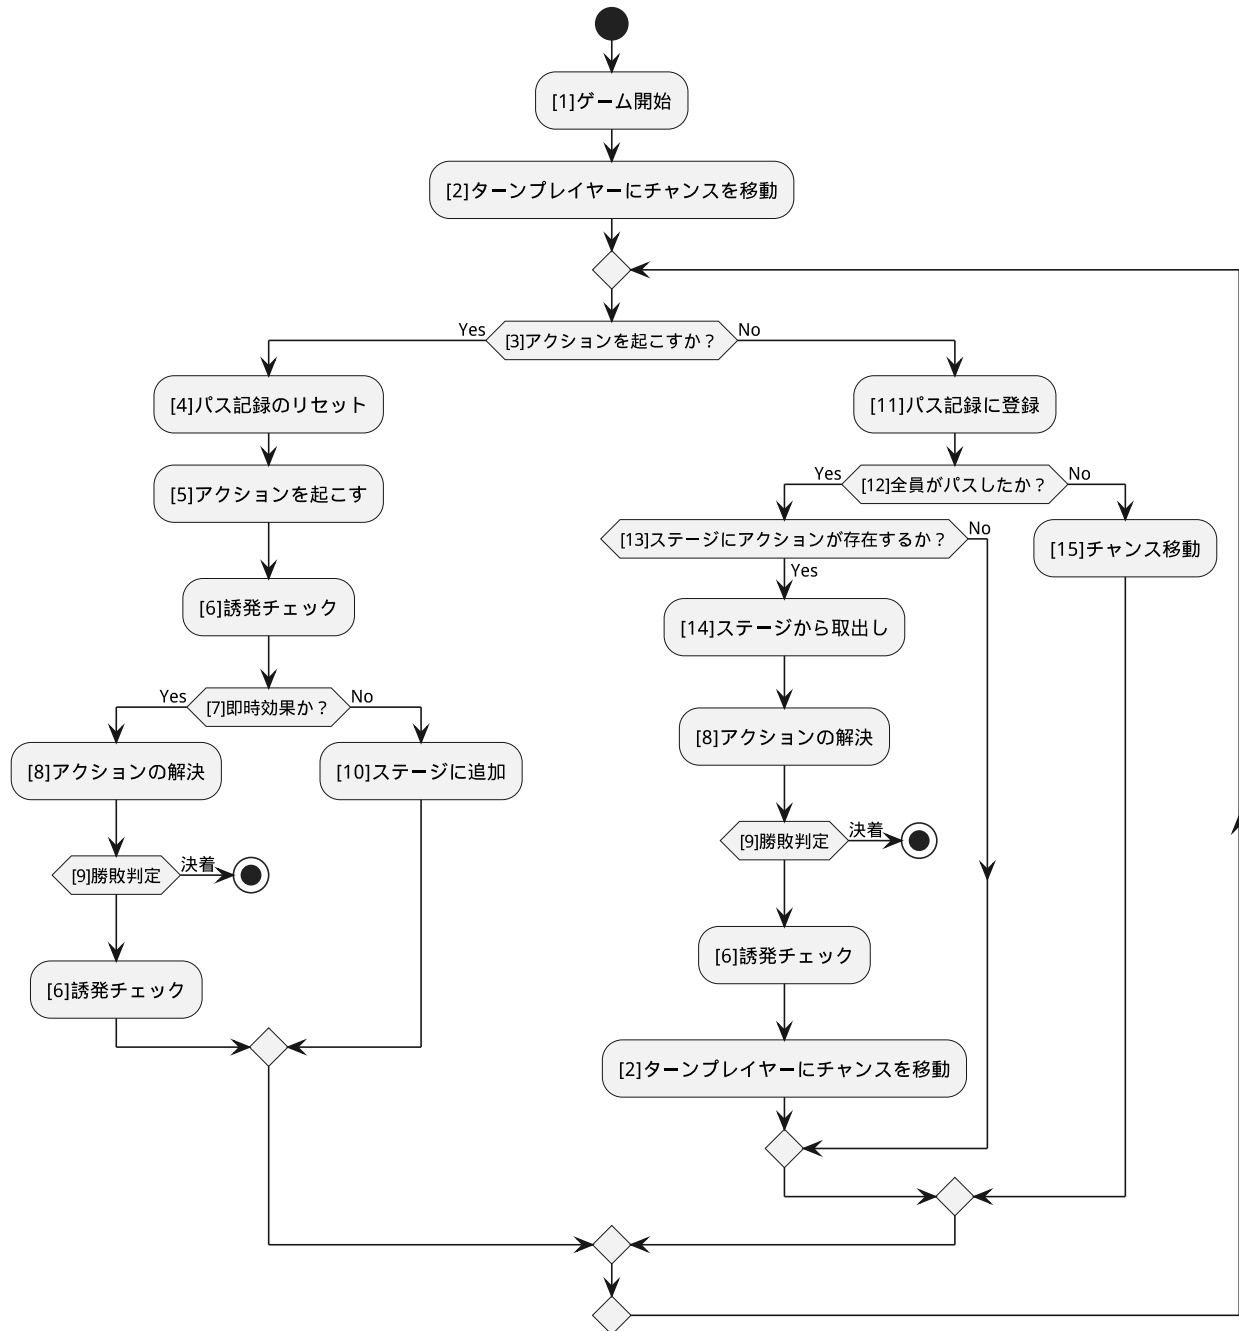 [1]ゲーム開始
[2]ターンプレイヤーにチャンスを移動
Yes
[3]アクションを起こすか？
No
[4]パス記録のリセット
[5]アクションを起こす
[6]誘発チェック
Yes
[7]即時効果か？
No
[8]アクションの解決
[9]勝敗判定
決着
[6]誘発チェック
[10]ステージに追加
[11]パス記録に登録
Yes
[12]全員がパスしたか？
No
[13]ステージにアクションが存在するか？
No
Yes
[14]ステージから取出し
[8]アクションの解決
[9]勝敗判定
決着
[6]誘発チェック
[2]ターンプレイヤーにチャンスを移動
[15]チャンス移動